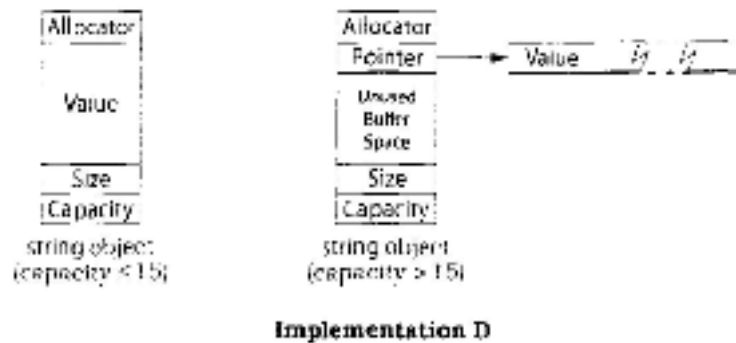 Allocator
Value
Size
Capacity
string object
(capacity ≤ 15)
Allocator
Pointer
Value
Unused
Buffer
Space
Size
Capacity
string object
(capacity > 15)
Implementation D